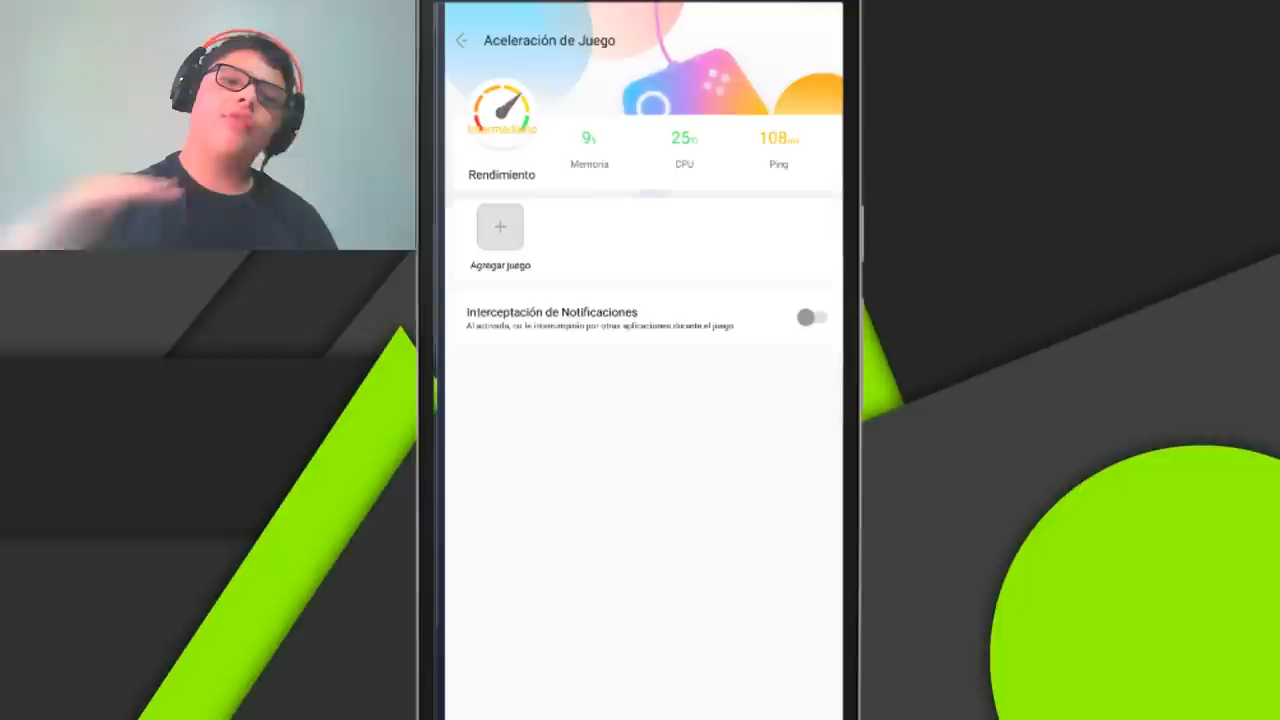 Aceleración de Juego
Intermedio
9%
25°C
108ms
Memoria
CPU
Ping
Rendimiento
Agregar juego
Interceptación de Notificaciones
Al activarla, no le interrumpirán por otras aplicaciones durante el juego